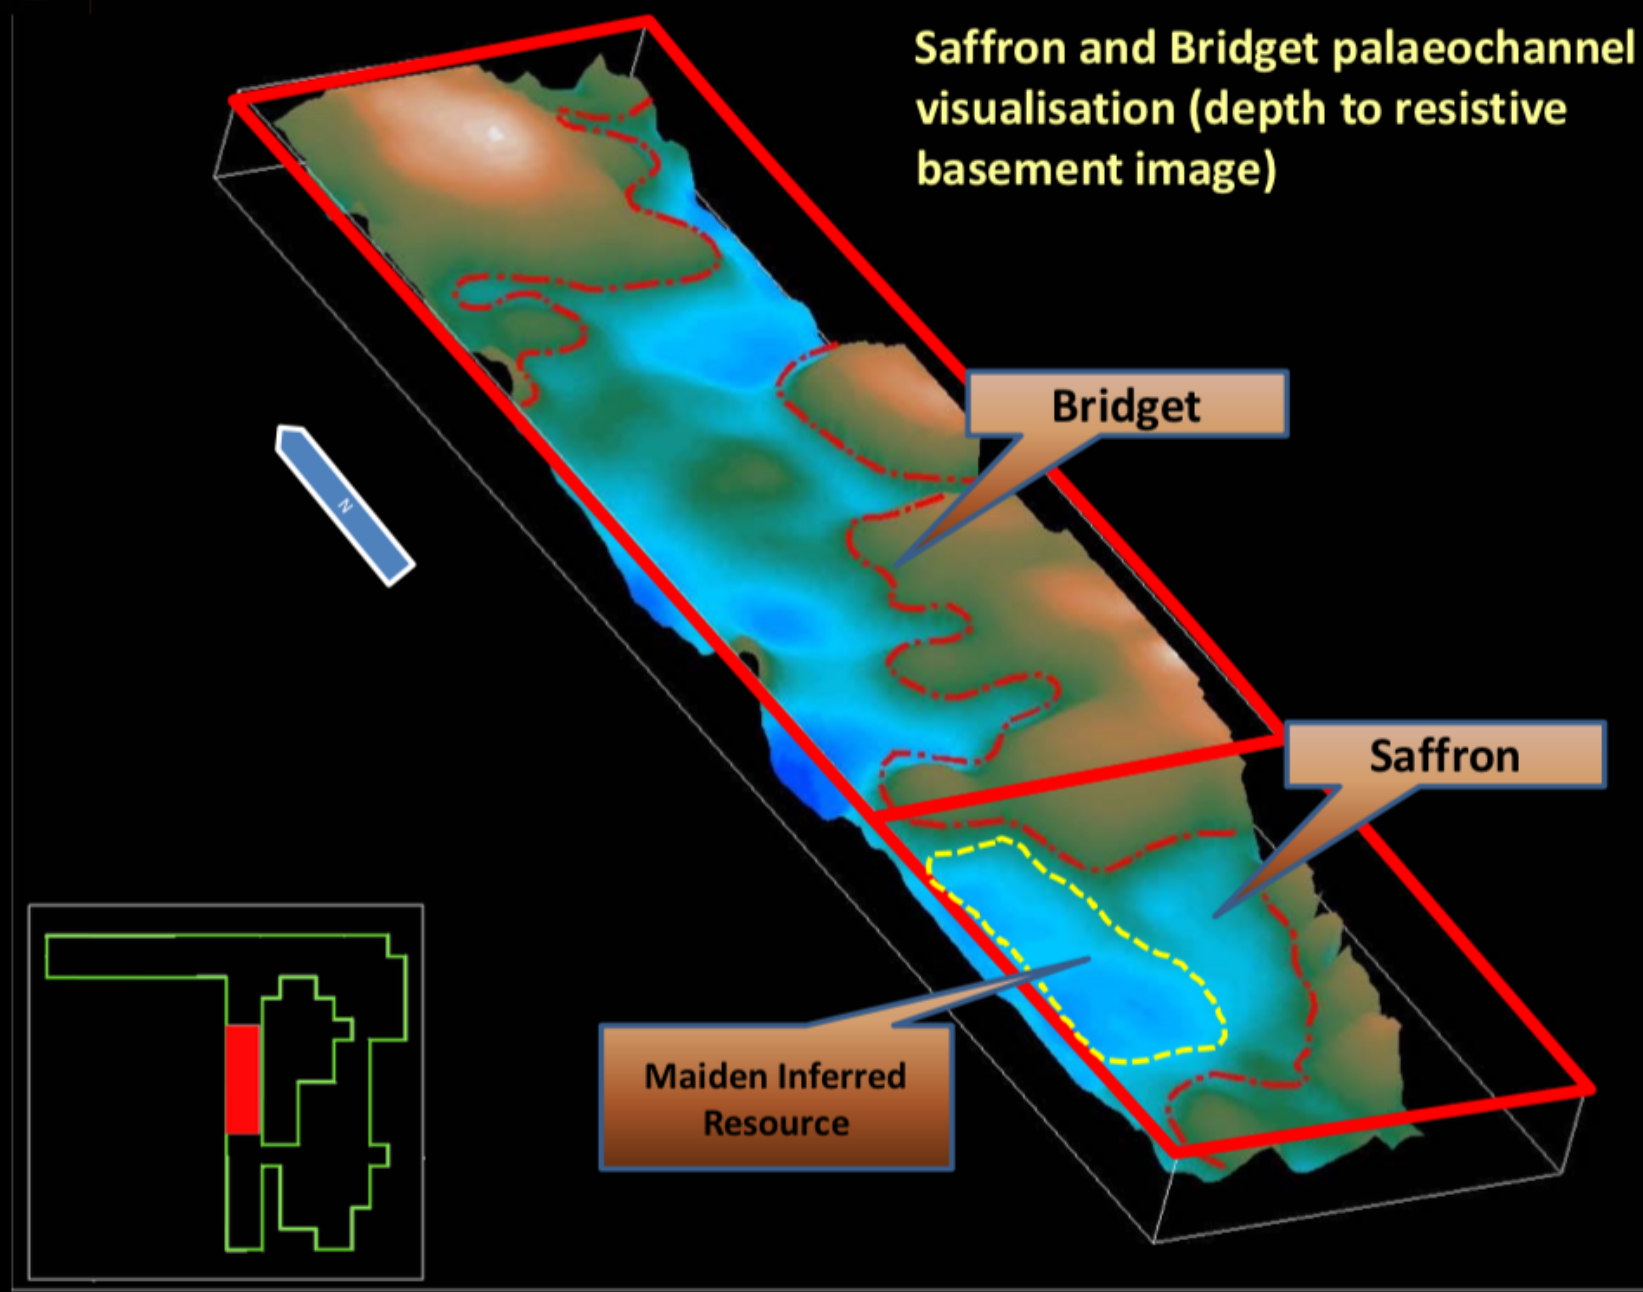 Saffron and Bridget palaeochannel
visualisation (depth to resistive
basement image)
Bridget
N
Saffron
Maiden Inferred
Resource